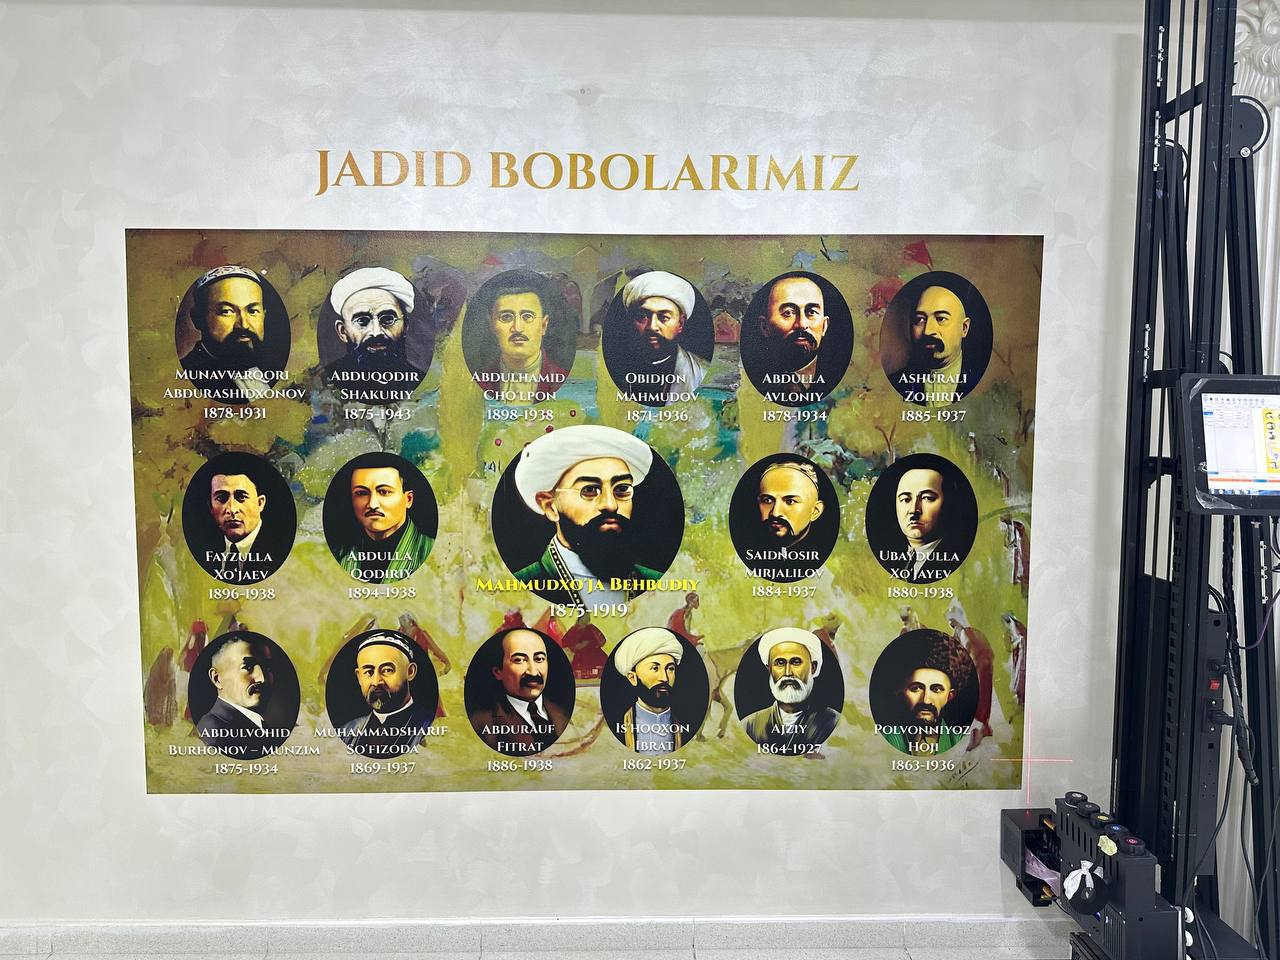 JADID BOBOLARIMIZ
MUNAVVARQORI
ABDURASHIDXONOV
1878-1931
ABDUQODIR
SHAKURIY
1875-1943
ABDULHAMID
CHO'LPON
1898-1938
OBIDJON
MAHMUDOV
1871-1936
ABDULLA
AVLONIY
1878-1934
ASHURALI
ZOHIRIY
1885-1937
FAYZULLA
XO'JAEV
1896-1938
ABDULLA
QODIRIY
1894-1938
MAHMUDXO'JA BEHBUDIY
1875-1919
SAIDNOSIR
MIRJALILOV
1884-1937
UBAYDULLA
XO'JAYEV
1880-1938
ABDULVOHID
BURHONOV – MUNZIM
1875-1934
MUHAMMADSHARIF
SO'FIZODA
1869-1937
ABDURAUF
FITRAT
1886-1938
IS'HOQXON
IBRAT
1862-1937
AJZIY
1864-1927
POLVONNIYOZ
HOJI
1863-1936